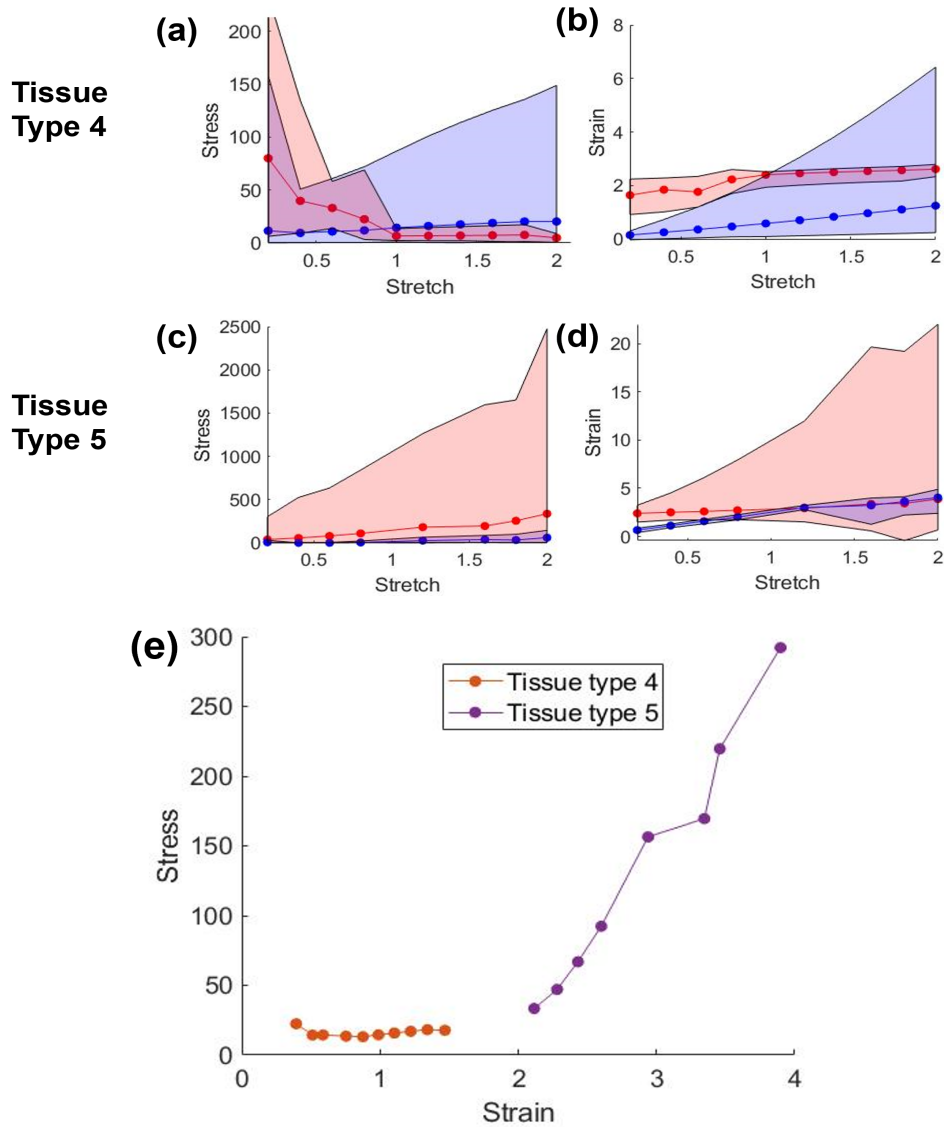 (a)
(b)
Tissue
Type 4
Stress
200
150
100
50
0
0.5
1
1.5
2
Stretch
Strain
8
6
4
2
0
0.5
1
1.5
2
Stretch
(c)
(d)
Tissue
Type 5
Stress
2500
2000
1500
1000
500
0
0.5
1
1.5
2
Stretch
Strain
20
15
10
5
0
0.5
1
1.5
2
Stretch
(e)
Stress
300
250
200
150
100
50
0
Tissue type 4
Tissue type 5
0
1
2
3
4
Strain